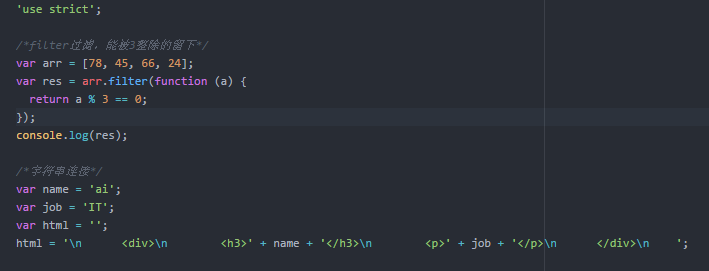 'use strict';
/*filter过滤，能被3整除的留下*/
var arr = [78, 45, 66, 24];
var res = arr.filter(function (a) {
  return a % 3 == 0;
});
console.log(res);
/*字符串连接*/
var name = 'ai';
var job = 'IT';
var html = '';
html = '\n      <div>\n        <h3>' + name + '</h3>\n        <p>' + job + '</p>\n      </div>\n    ';